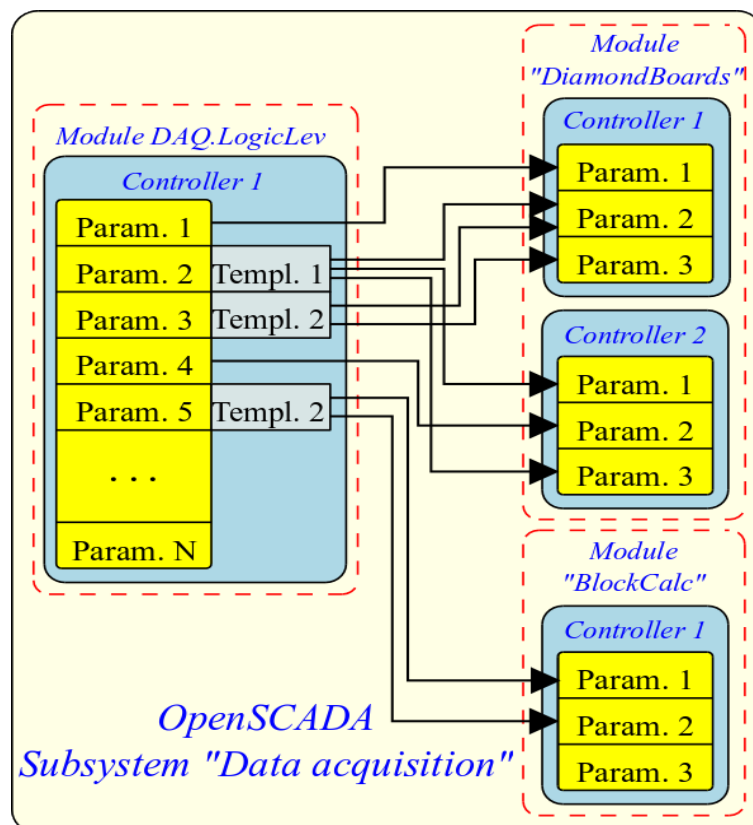 Module DAQ.LogicLev
Controller 1
Param. 1
Param. 2
Templ. 1
Param. 3
Templ. 2
Param. 4
Param. 5
Templ. 2
. . .
Param. N
Module
"DiamondBoards"
Controller 1
Param. 1
Param. 2
Param. 3
Controller 2
Param. 1
Param. 2
Param. 3
Module
"BlockCalc"
Controller 1
Param. 1
Param. 2
Param. 3
OpenSCADA
Subsystem "Data acquisition"